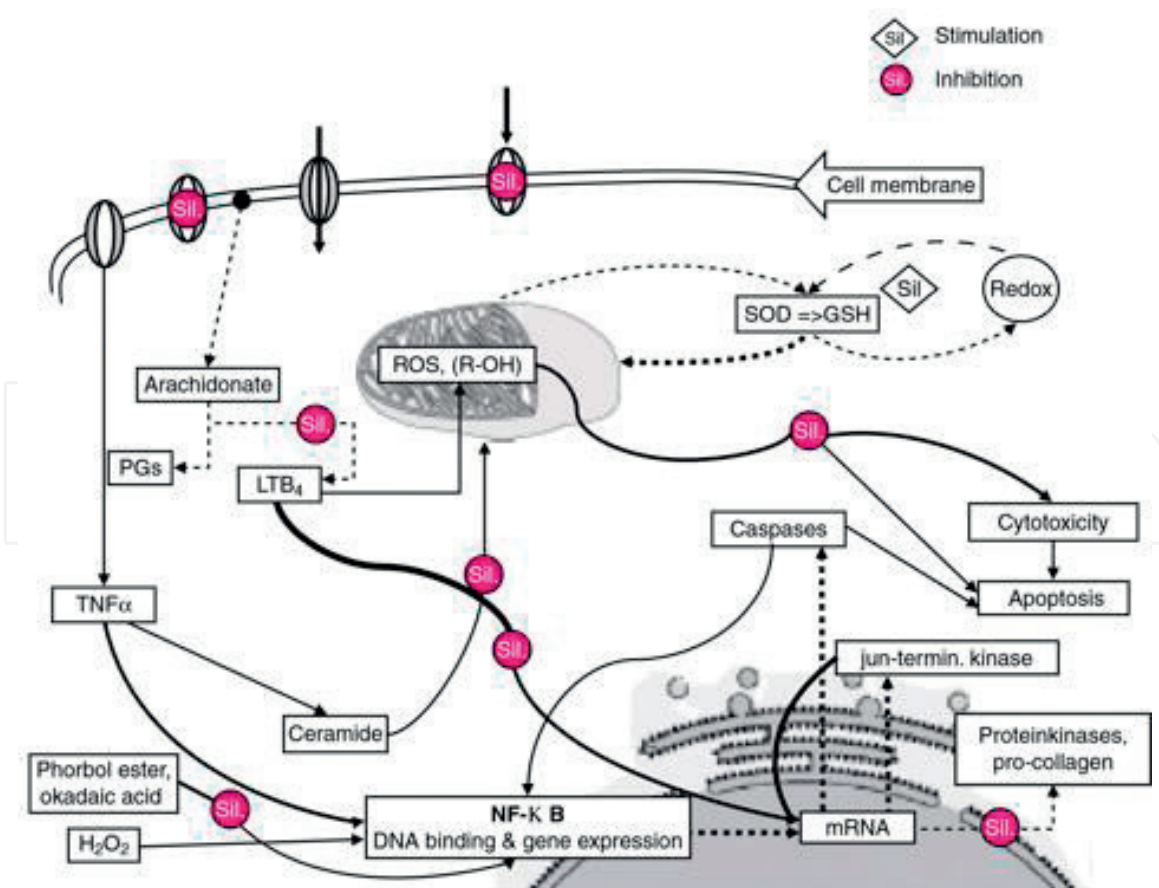 Sil
Stimulation
Sil.
Inhibition
Sil.
Sil.
Cell membrane
Sil
Redox
SOD =>GSH
ROS, (R-OH)
Arachidonate
Sil.
Sil.
PGs
LTB₄
Caspases
Cytotoxicity
Sil.
TNFα
Apoptosis
Sil.
jun-termin. kinase
Ceramide
Proteinkinases,
pro-collagen
Phorbol ester,
okadaic acid
Sil.
NF-κ B
DNA binding & gene expression
mRNA
Sil.
H₂O₂